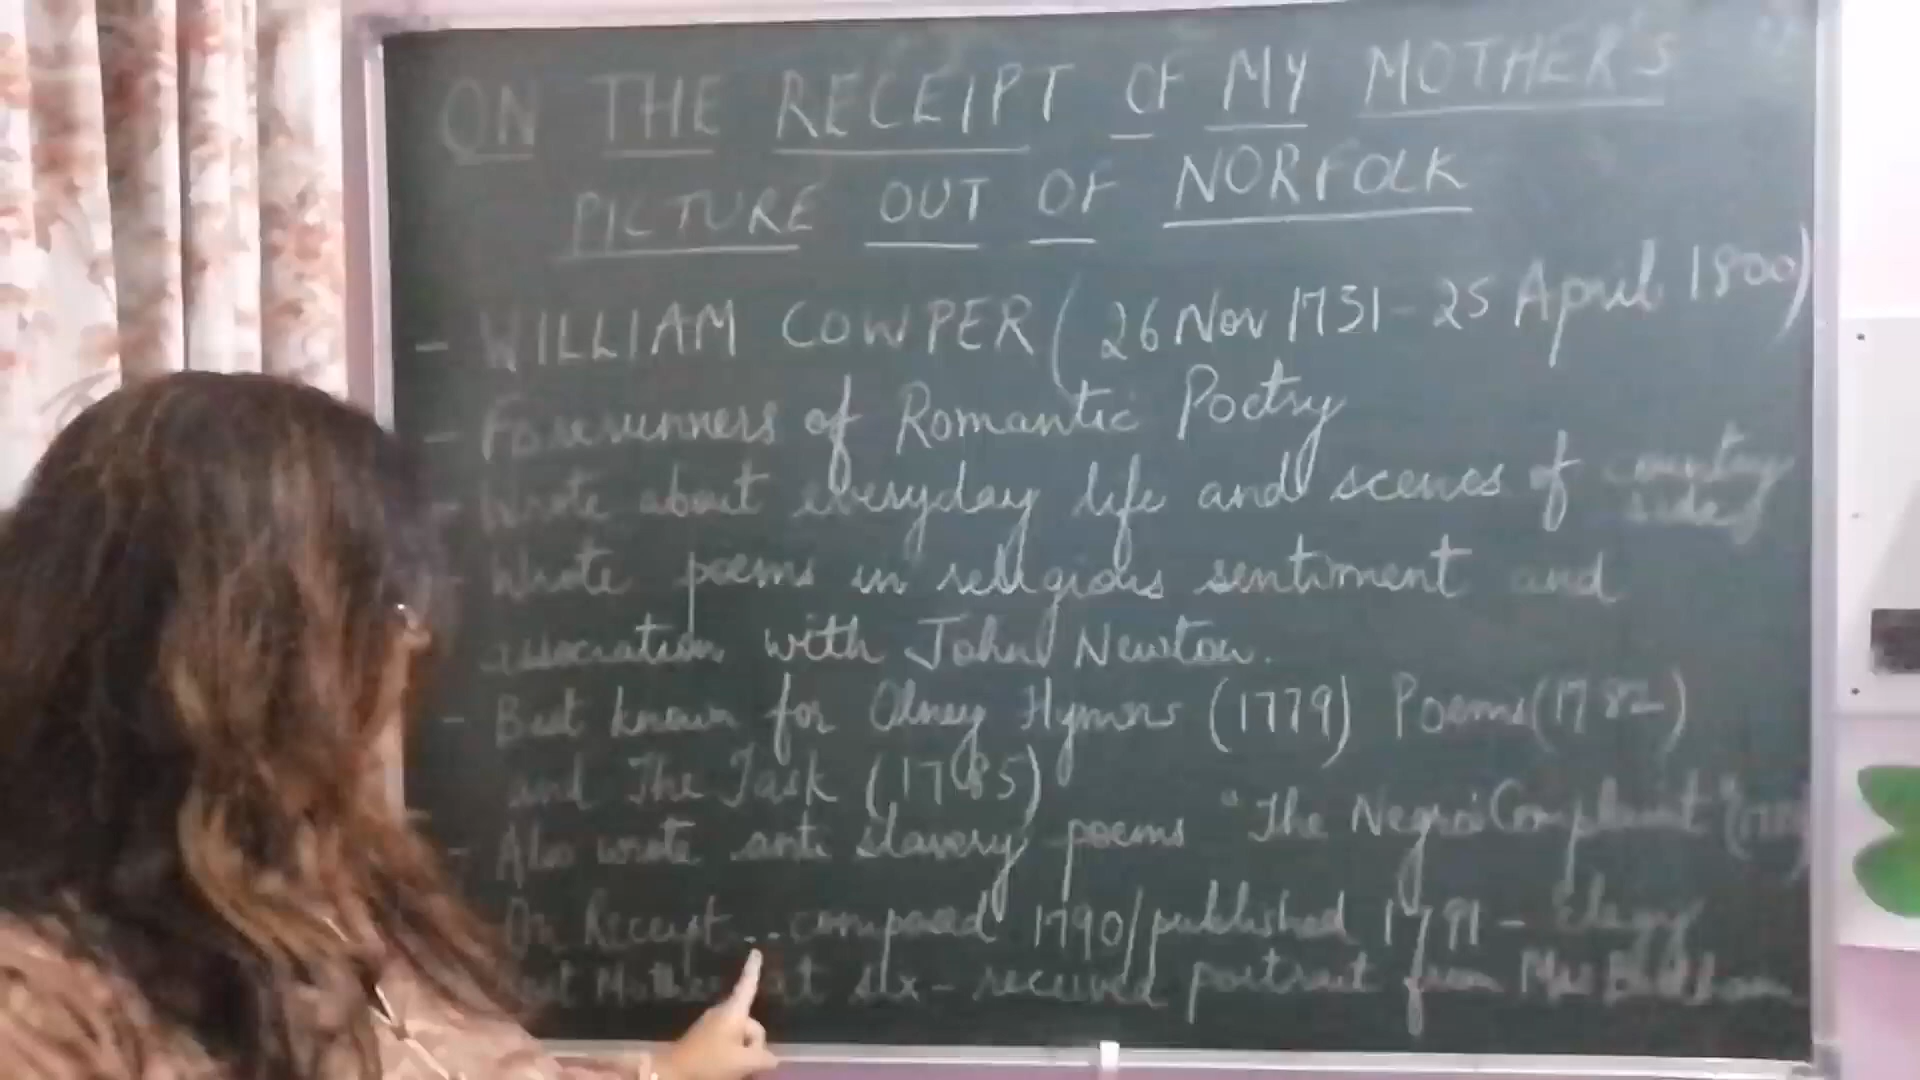 ON THE RECEIPT OF MY MOTHER'S
PICTURE OUT OF NORFOLK
- WILLIAM COWPER (26 Nov 1731 - 25 April 1800)
- Forerunners of Romantic Poetry
- Wrote about everyday life and scenes of country
side
- Wrote poems in religious sentiment and
association with John Newton.
- Best known for Olney Hymns (1779) Poems (1782)
and The Task (1785)
- Also wrote anti slavery poems "The Negro's Complaint"
On Receipt .. composed 1790/published 1791 - Elegy
Mother at six - received portrait from Mrs